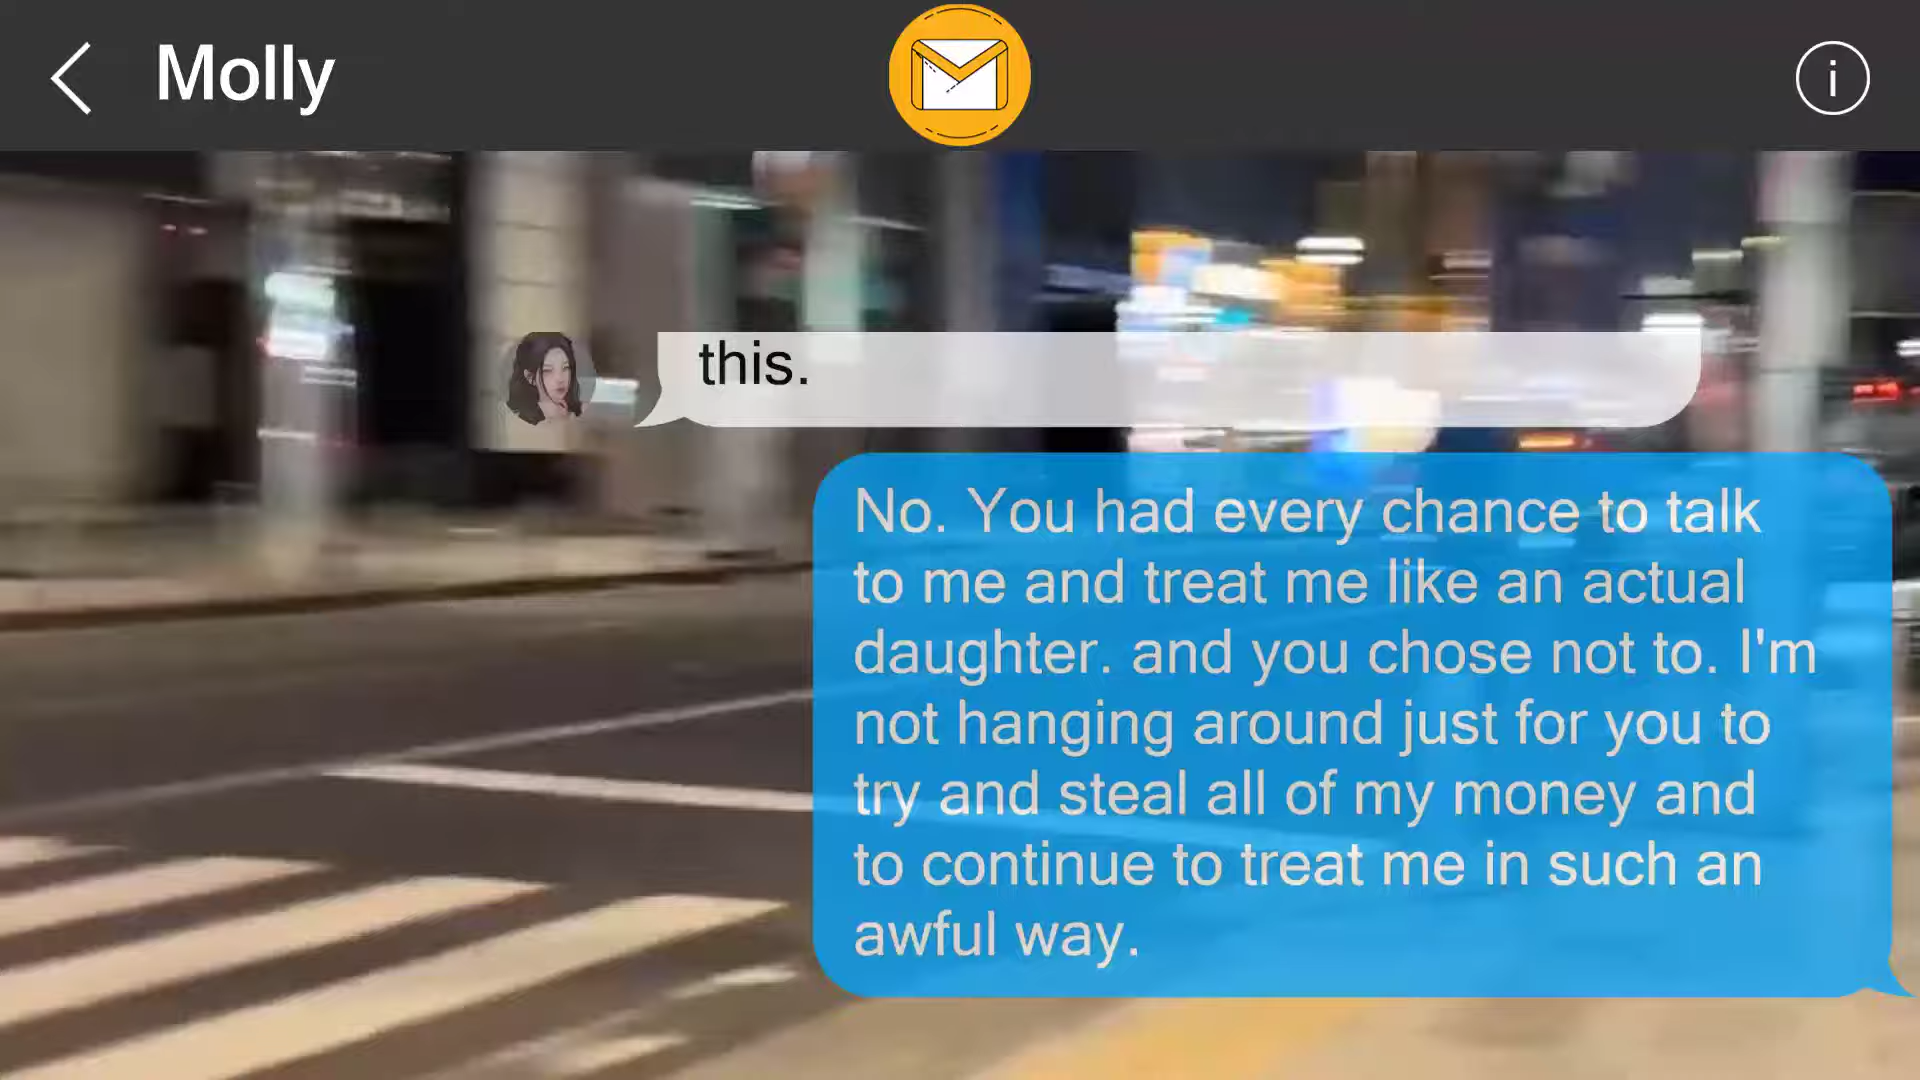 Molly
i
this.
No. You had every chance to talk
to me and treat me like an actual
daughter. and you chose not to. I'm
not hanging around just for you to
try and steal all of my money and
to continue to treat me in such an
awful way.